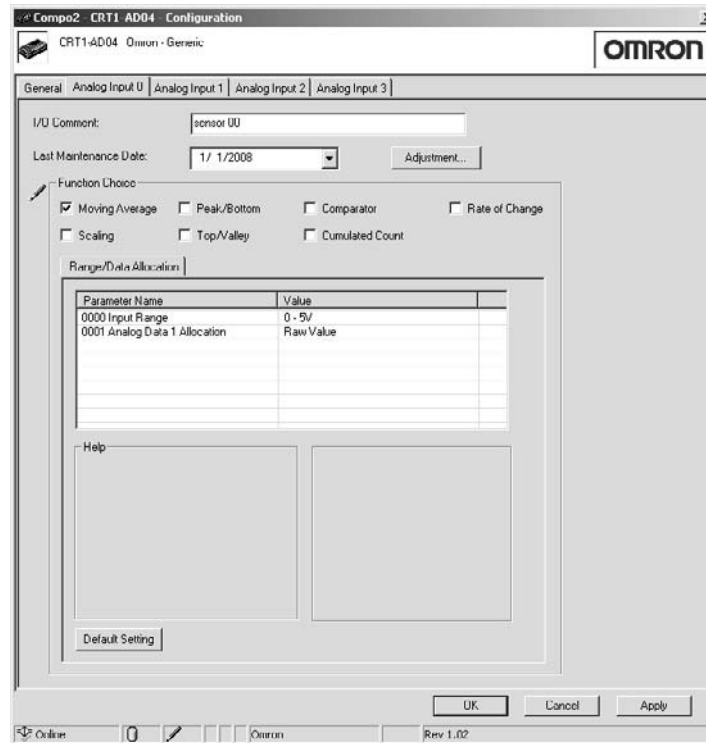 Compo2 - CRT1-AD04 - Configuration
CRT1-AD04 Omron - Generic
OMRON
General Analog Input 0 Analog Input 1 Analog Input 2 Analog Input 3
I/O Comment: sensor 00
Last Maintenance Date: 1/ 1/2008 Adjustment...
Function Choice
Moving Average Peak/Bottom Comparator Rate of Change
Scaling Top/Valley Cumulated Count
Range/Data Allocation
Parameter Name Value
0000 Input Range 0 - 5V
0001 Analog Data 1 Allocation Raw Value
Help
Default Setting
OK Cancel Apply
Online Omron Rev 1.02